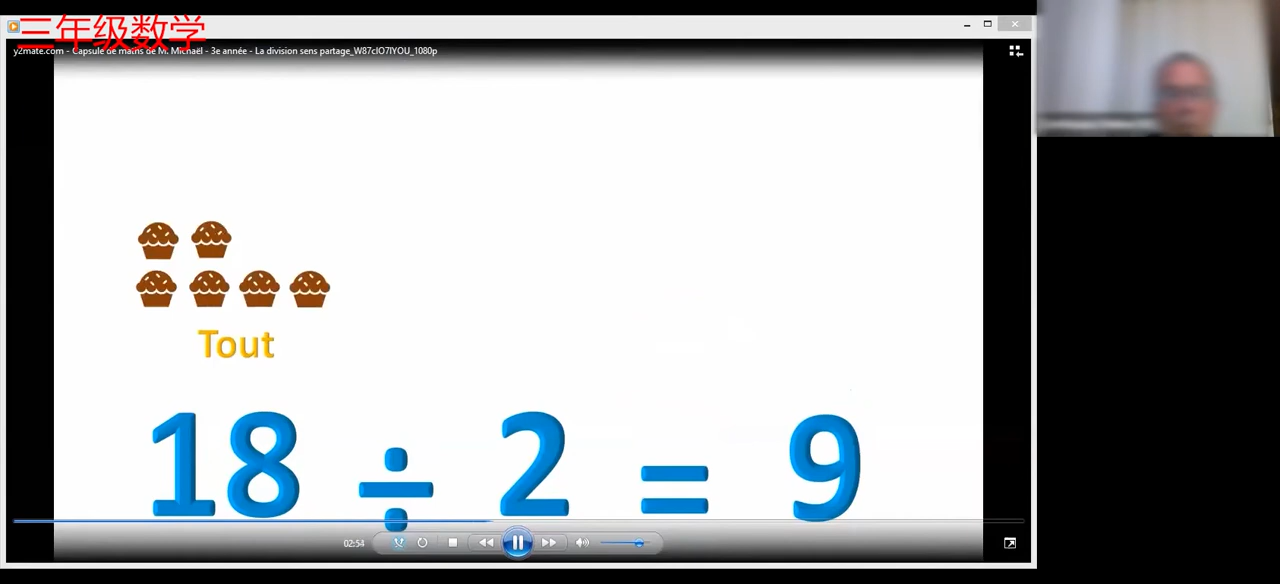 三年级数学
y2mate.com - Capsule de maths de M. Michaël - 3e année - La division sens partage_W87clO7IYOU_1080p
Tout
18 ÷ 2 = 9
02:54